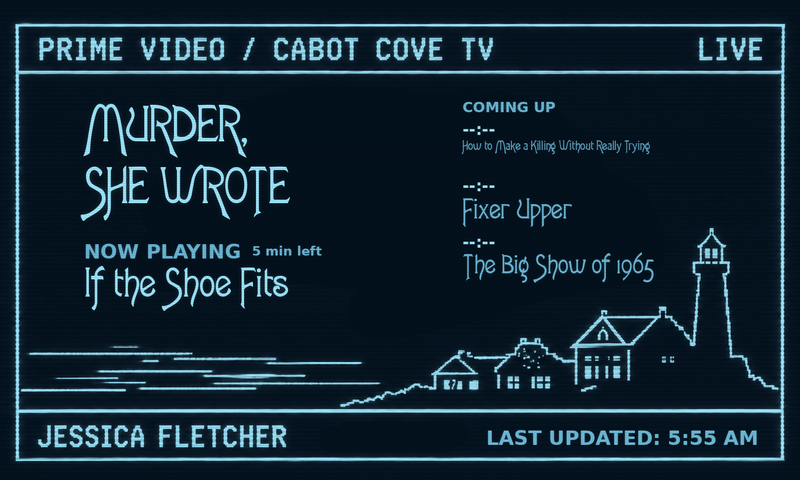 PRIME VIDEO / CABOT COVE TV
LIVE
MURDER,
SHE WROTE
NOW PLAYING 5 min left
If the Shoe Fits
COMING UP
--:--
How to Make a Killing Without Really Trying
--:--
Fixer Upper
--:--
The Big Show of 1965
JESSICA FLETCHER
LAST UPDATED: 5:55 AM